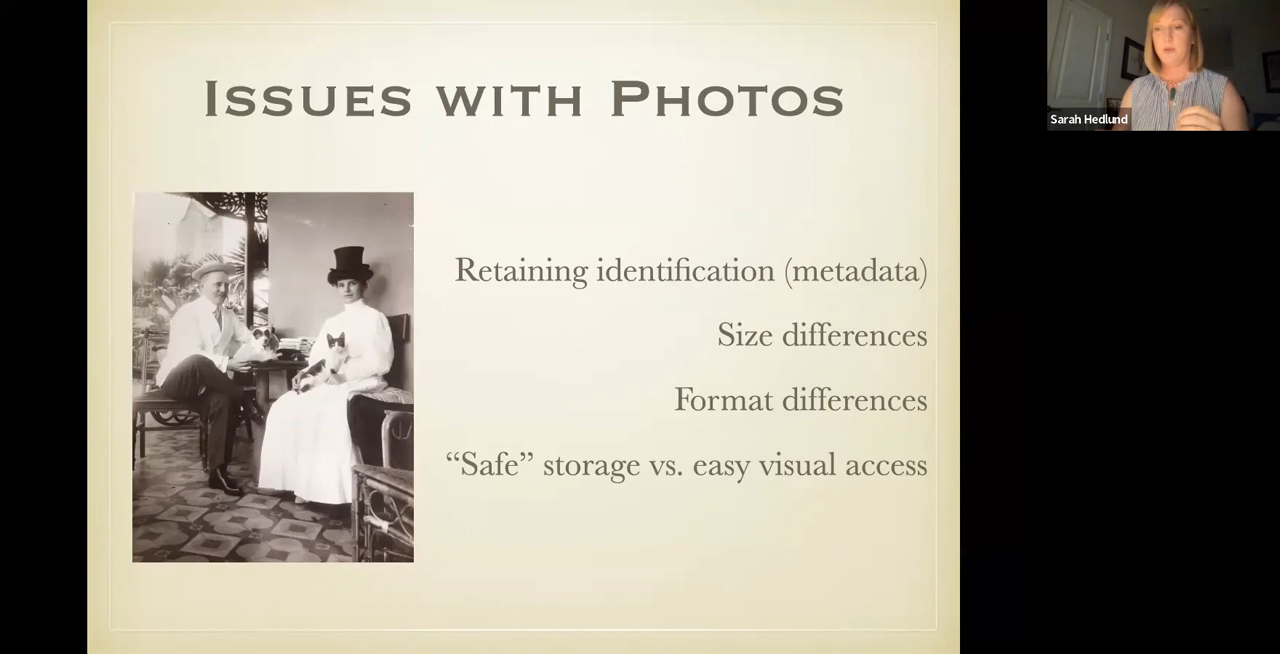 Issues with Photos
Sarah Hedlund
Retaining identification (metadata)
Size differences
Format differences
“Safe” storage vs. easy visual access